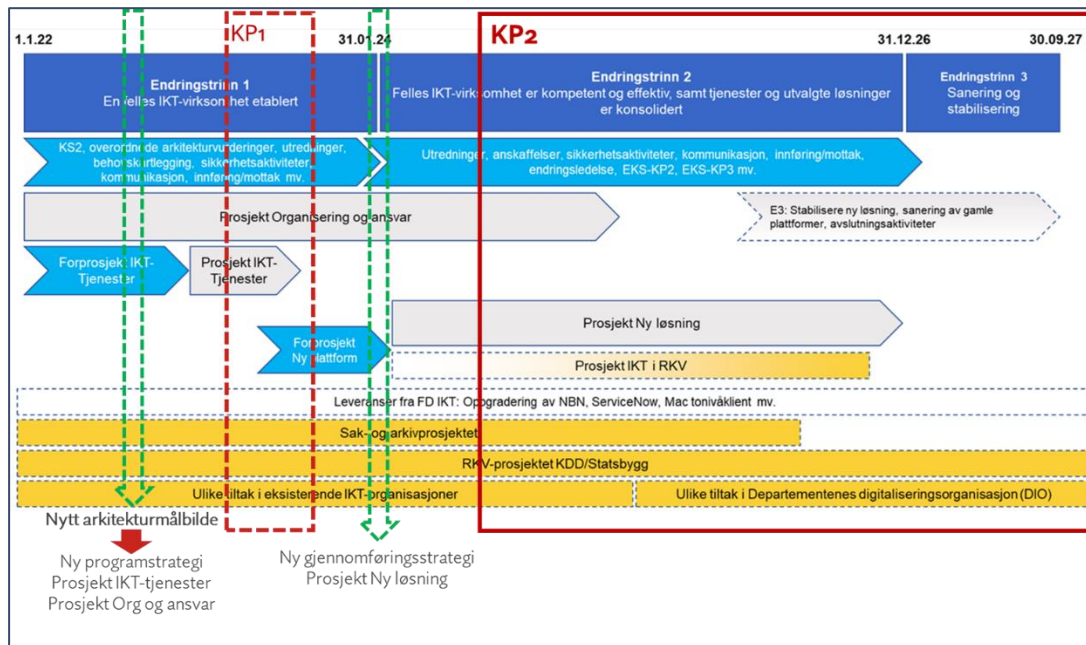 KP1
KP2
1.1.22
31.01.24
31.12.26
30.09.27
Endringstrinn 1
En felles IKT-virksomhet etablert
Endringstrinn 2
Felles IKT-virksomhet er kompetent og effektiv, samt tjenester og utvalgte løsninger
er konsolidert
Endringstrinn 3
Sanering og
stabilisering
KS2, overordnede arkitekturvurderinger, utredninger,
behovskartlegging, sikkerhetsaktiviteter,
kommunikasjon, innføring/mottak mv.
Utredninger, anskaffelser, sikkerhetsaktiviteter, kommunikasjon, innføring/mottak,
endringsledelse, EKS-KP2, EKS-KP3 mv.
Prosjekt Organisering og ansvar
E3: Stabilisere ny løsning, sanering av gamle
plattformer, avslutningsaktiviteter
Forprosjekt IKT-
Tjenester
Prosjekt IKT-
Tjenester
Prosjekt Ny løsning
Forprosjekt
Ny plattform
Prosjekt IKT i RKV
Leveranser fra FD IKT: Oppgradering av NBN, ServiceNow, Mac tonivåklient mv.
Sak- og arkivprosjektet
RKV-prosjektet KDD/Statsbygg
Ulike tiltak i eksisterende IKT-organisasjoner
Ulike tiltak i Departementenes digitaliseringsorganisasjon (DIO)
Nytt arkitekturmålbilde
Ny programstrategi
Prosjekt IKT-tjenester
Prosjekt Org og ansvar
Ny gjennomføringsstrategi
Prosjekt Ny løsning